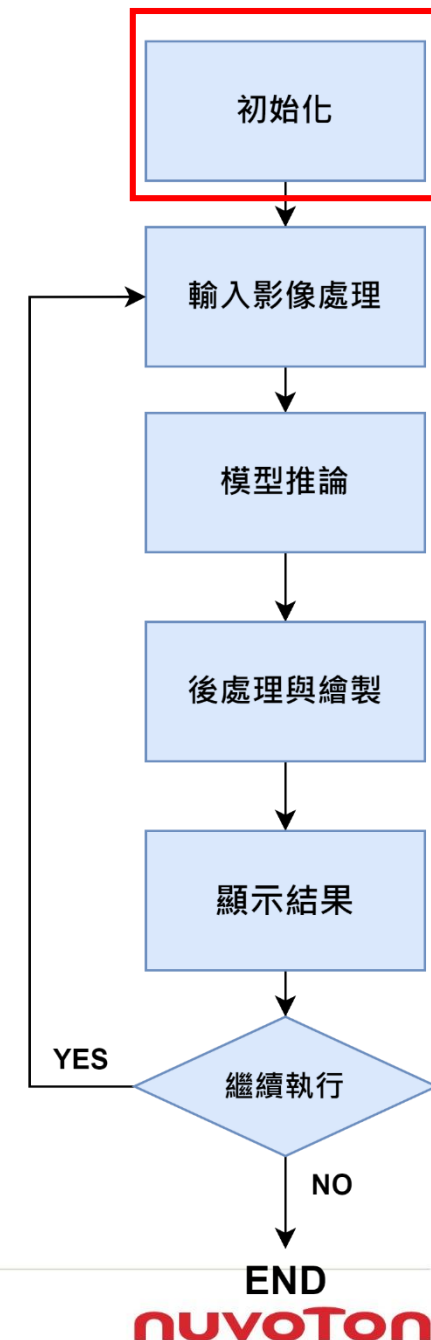 初始化
輸入影像處理
模型推論
後處理與繪製
顯示結果
YES
繼續執行
NO
END
nuvoTon